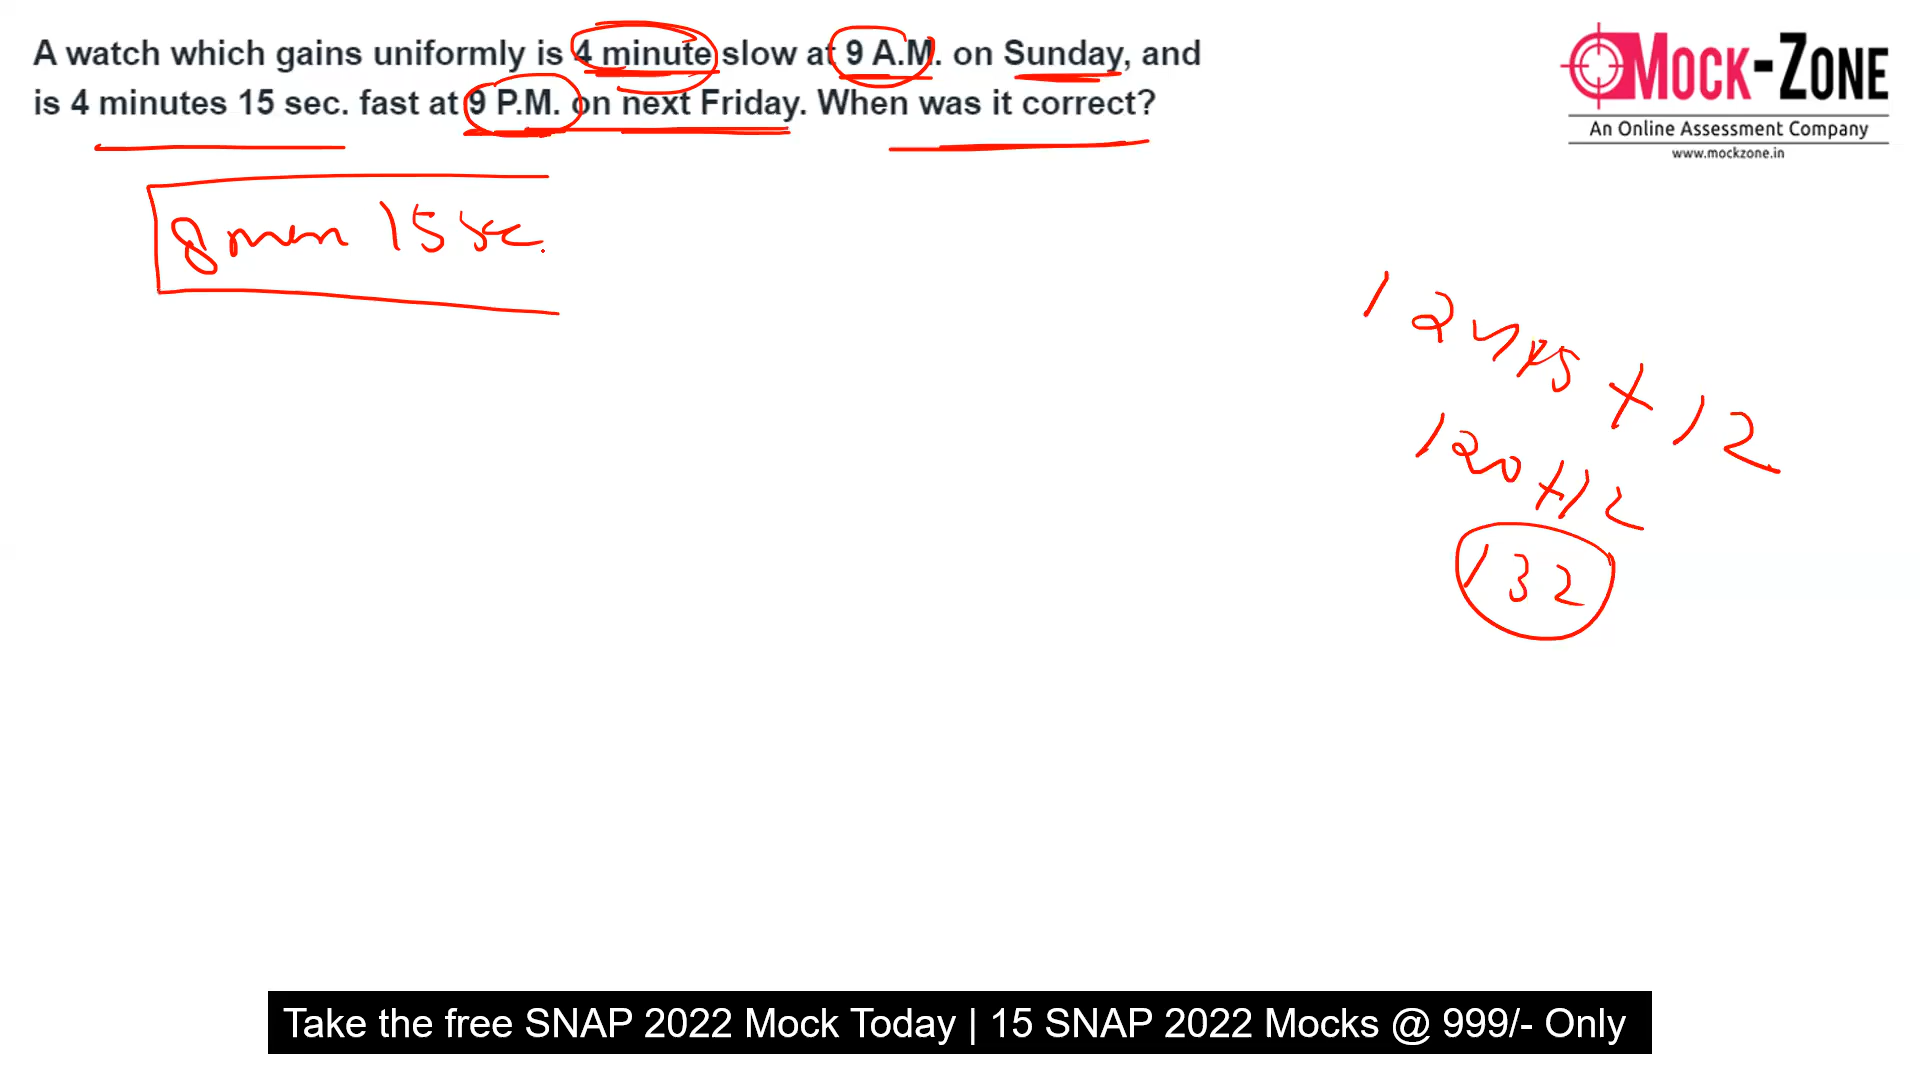 A watch which gains uniformly is 4 minute slow at 9 A.M. on Sunday, and
is 4 minutes 15 sec. fast at 9 P.M. on next Friday. When was it correct?
MOCK-ZONE
An Online Assessment Company
www.mockzone.in
8 min 15 sec.
+ 12
120 + 12
132
Take the free SNAP 2022 Mock Today | 15 SNAP 2022 Mocks @ 999/- Only